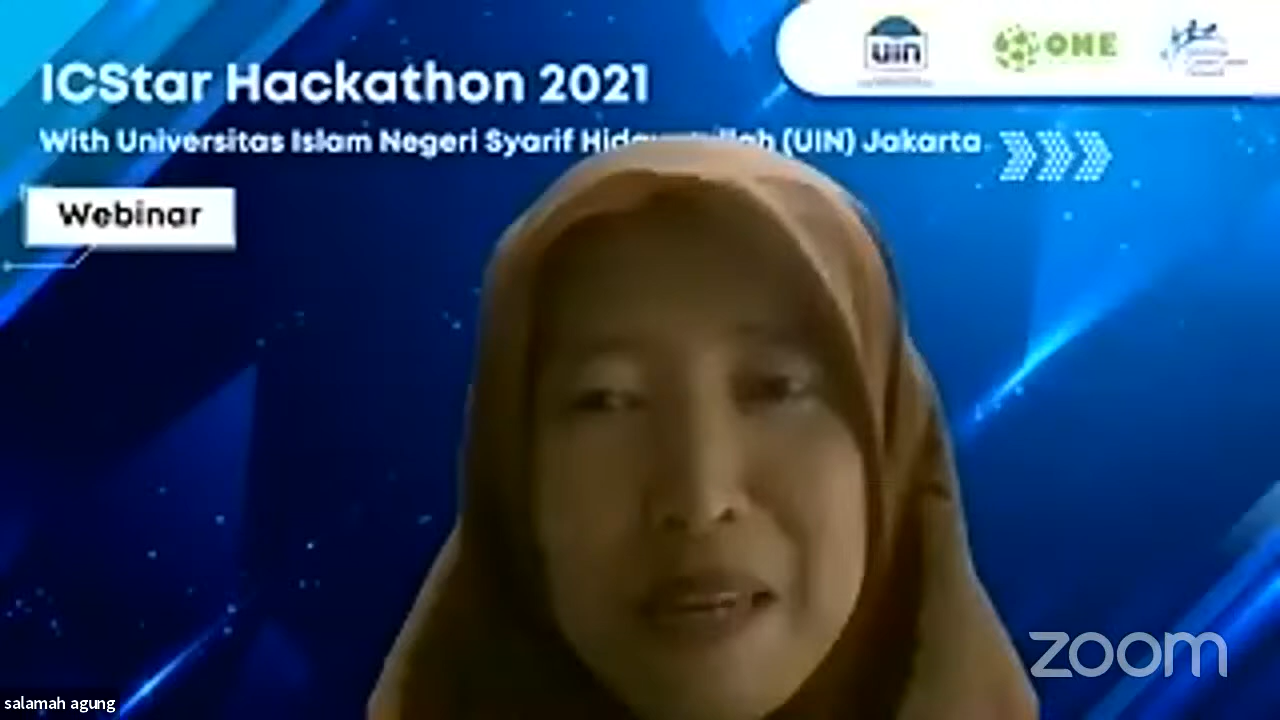 ICStar Hackathon 2021
uin
ONE
With Universitas Islam Negeri Syarif (UIN) Jakarta
Webinar
zoom
salamah agung